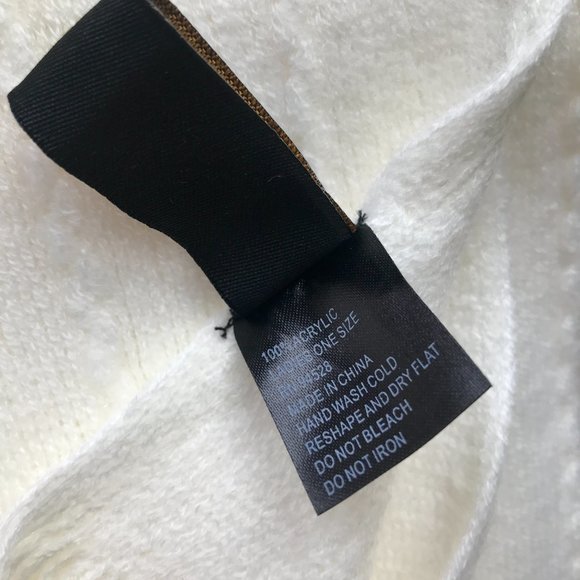 100% ACRYLIC
ONE SIZE
MADE IN CHINA
HAND WASH COLD
RESHAPE AND DRY FLAT
DO NOT BLEACH
DO NOT IRON